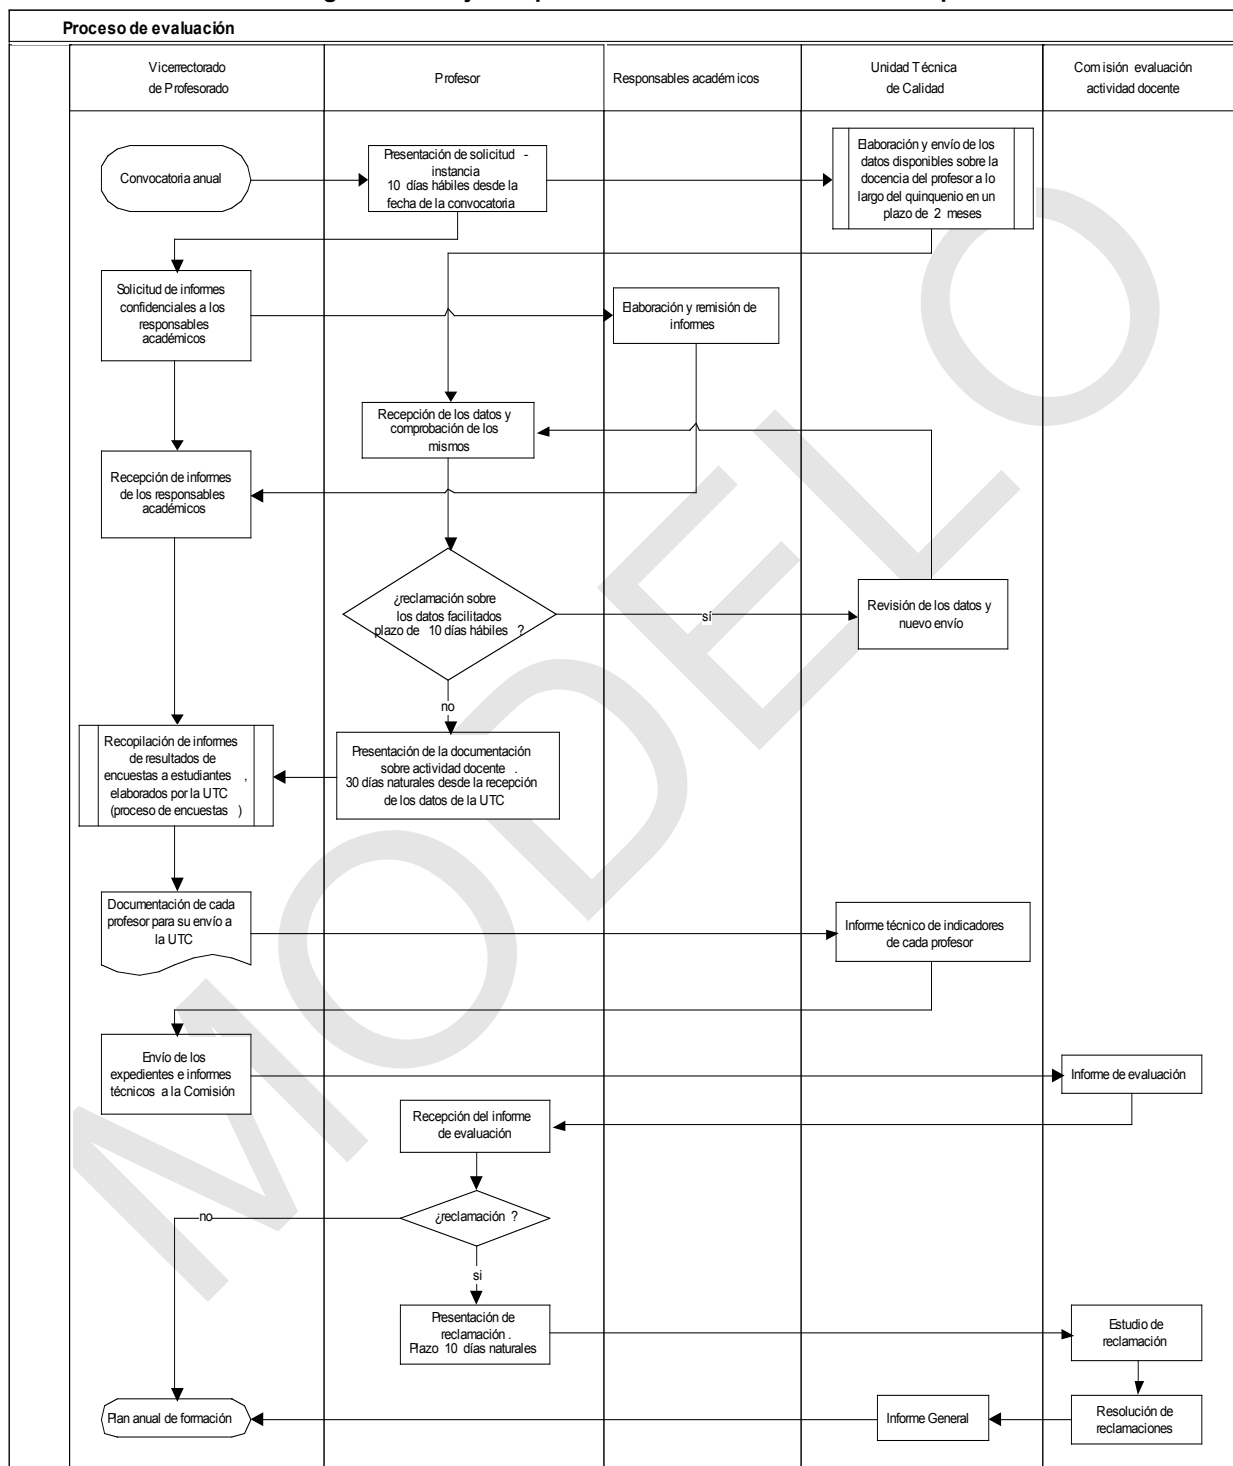 Proceso de evaluación
Vicerrectorado
de Profesorado
Profesor
Responsables académicos
Unidad Técnica
de Calidad
Comisión evaluación
actividad docente
Convocatoria anual
Presentación de solicitud -
instancia
10 días hábiles desde la
fecha de la convocatoria
Elaboración y envío de los
datos disponibles sobre la
docencia del profesor a lo
largo del quinquenio en un
plazo de 2 meses
Solicitud de informes
confidenciales a los
responsables
académicos
Elaboración y remisión de
informes
Recepción de los datos y
comprobación de los
mismos
Recepción de informes
de los responsables
académicos
¿reclamación sobre
los datos facilitados
plazo de 10 días hábiles ?
sí
Revisión de los datos y
nuevo envío
no
Recopilación de informes
de resultados de
encuestas a estudiantes ,
elaborados por la UTC
(proceso de encuestas )
Presentación de la documentación
sobre actividad docente .
30 días naturales desde la recepción
de los datos de la UTC
Documentación de cada
profesor para su envío a
la UTC
Informe técnico de indicadores
de cada profesor
Envío de los
expedientes e informes
técnicos a la Comisión
Informe de evaluación
Recepción del informe
de evaluación
¿reclamación ?
no
si
Presentación de
reclamación .
Plazo 10 días naturales
Estudio de
reclamación
Plan anual de formación
Informe General
Resolución de
reclamaciones
MODELO